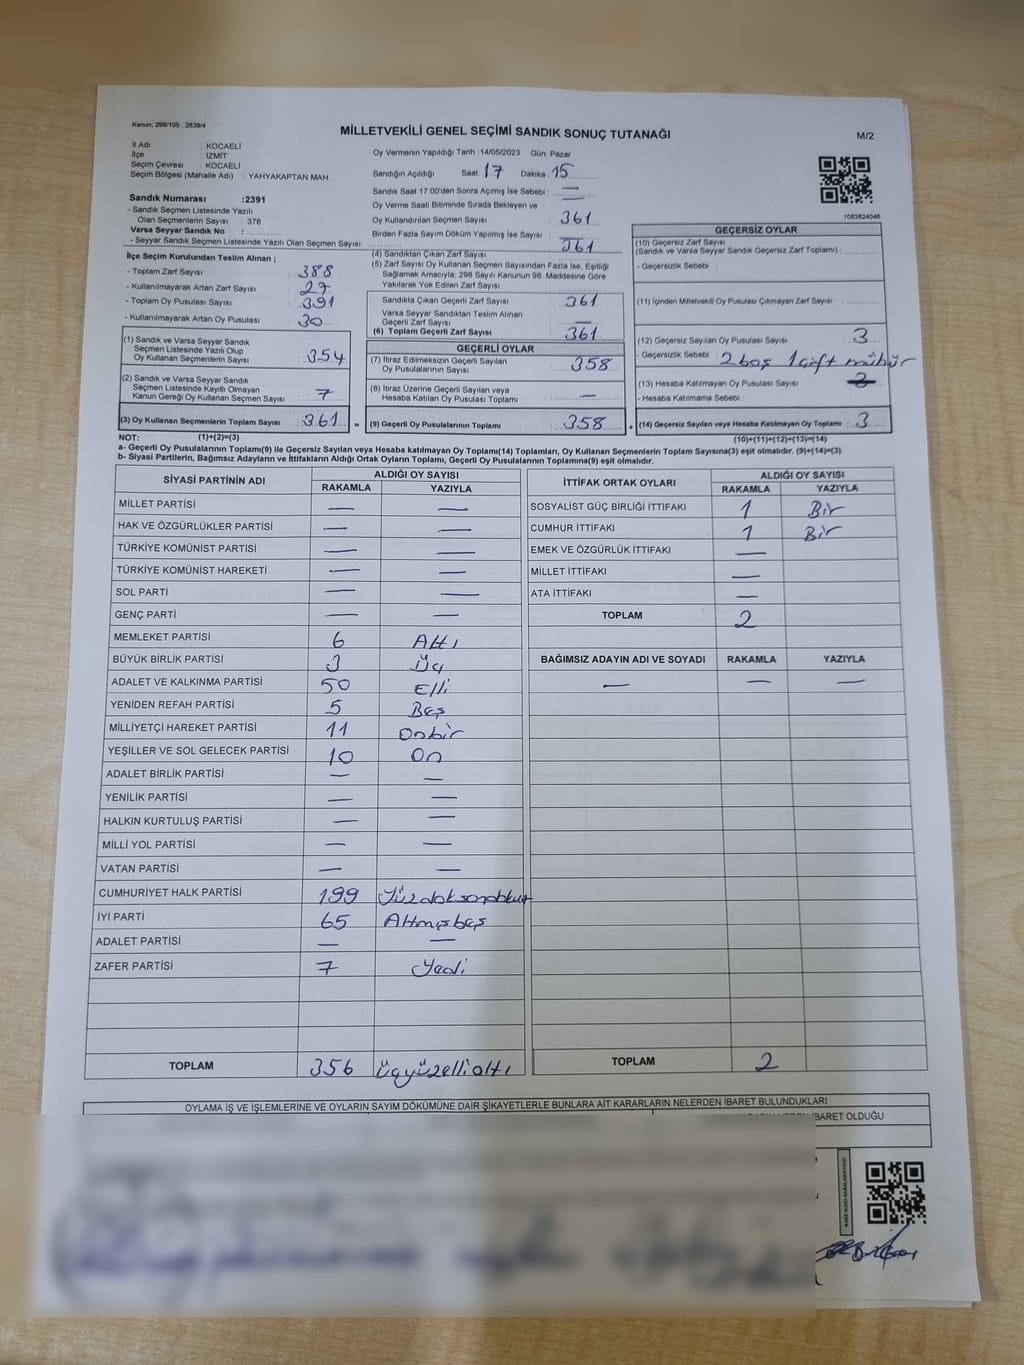 Kanun; 298/105 , 2839/4
MİLLETVEKİLİ GENEL SEÇİMİ SANDIK SONUÇ TUTANAĞI
M/2
İl Adı : KOCAELİ
İlçe : İZMİT
Seçim Çevresi : KOCAELİ
Seçim Bölgesi (Mahalle Adı) : YAHYAKAPTAN MAH.
Sandık Numarası :2391
- Sandık Seçmen Listesinde Yazılı
Olan Seçmenlerin Sayısı : 378
Varsa Seyyar Sandık No :
- Seyyar Sandık Seçmen Listesinde Yazılı Olan Seçmen Sayısı:
İlçe Seçim Kurulundan Teslim Alınan ;
- Toplam Zarf Sayısı : 388
- Kullanılmayarak Artan Zarf Sayısı : 27
- Toplam Oy Pusulası Sayısı : 391
- Kullanılmayarak Artan Oy Pusulası : 30
(1) Sandık ve Varsa Seyyar Sandık
Seçmen Listesinde Yazılı Olup
Oy Kullanan Seçmenlerin Sayısı : 354
(2) Sandık ve Varsa Seyyar Sandık
Seçmen Listesinde Kayıtlı Olmayan
Kanun Gereği Oy Kullanan Seçmen Sayısı : 7
(3) Oy Kullanan Seçmenlerin Toplam Sayısı : 361 =
Oy Vermenin Yapıldığı Tarih :14/05/2023 Gün: Pazar
Sandığın Açıldığı Saat: 17 Dakika : 15
Sandık Saat 17:00'den Sonra Açılmış İse Sebebi : —
Oy Verme Saati Bitiminde Sırada Bekleyen ve
Oy Kullandırılan Seçmen Sayısı : 361
Birden Fazla Sayım Döküm Yapılmış İse Sayısı : —
(4) Sandıktan Çıkan Zarf Sayısı : 361
(5) Zarf Sayısı Oy Kullanan Seçmen Sayısından Fazla İse, Eşitliği
Sağlamak Amacıyla; 298 Sayılı Kanunun 98. Maddesine Göre
Yakılarak Yok Edilen Zarf Sayısı :
Sandıkta Çıkan Geçerli Zarf Sayısı : 361
Varsa Seyyar Sandıktan Teslim Alınan
Geçerli Zarf Sayısı : —
(6) Toplam Geçerli Zarf Sayısı : 361
GEÇERLİ OYLAR
(7) İtiraz Edilmeksizin Geçerli Sayılan
Oy Pusulalarının Sayısı : 358
(8) İtiraz Üzerine Geçerli Sayılan veya
Hesaba Katılan Oy Pusulası Toplamı : —
(9) Geçerli Oy Pusulalarının Toplamı : 358 +
1083824046
GEÇERSİZ OYLAR
(10) Geçersiz Zarf Sayısı
(Sandık ve Varsa Seyyar Sandık Geçersiz Zarf Toplamı) :
- Geçersizlik Sebebi :
(11) İçinden Milletvekili Oy Pusulası Çıkmayan Zarf Sayısı :
(12) Geçersiz Sayılan Oy Pusulası Sayısı : 3
- Geçersizlik Sebebi : 2 boş 1 çift mühür
(13) Hesaba Katılmayan Oy Pusulası Sayısı :
- Hesaba Katılmama Sebebi :
(14) Geçersiz Sayılan veya Hesaba Katılmayan Oy Toplamı : 3
NOT: (1)+(2)=(3) (10)+(11)+(12)+(13)=(14)
a- Geçerli Oy Pusulalarının Toplamı(9) ile Geçersiz Sayılan veya Hesaba katılmayan Oy Toplamı(14) Toplamları, Oy Kullanan Seçmenlerin Toplam Sayısına(3) eşit olmalıdır. (9)+(14)=(3)
b- Siyasi Partilerin, Bağımsız Adayların ve İttifakların Aldığı Ortak Oyların Toplamı, Geçerli Oy Pusulalarının Toplamına(9) eşit olmalıdır.
SİYASİ PARTİNİN ADI ALDIĞI OY SAYISI
RAKAMLA YAZIYLA
MİLLET PARTİSİ — —
HAK VE ÖZGÜRLÜKLER PARTİSİ — —
TÜRKİYE KOMÜNİST PARTİSİ — —
TÜRKİYE KOMÜNİST HAREKETİ — —
SOL PARTİ — —
GENÇ PARTİ — —
MEMLEKET PARTİSİ 6 Altı
BÜYÜK BİRLİK PARTİSİ 3 Üç
ADALET VE KALKINMA PARTİSİ 50 Elli
YENİDEN REFAH PARTİSİ 5 Beş
MİLLİYETÇİ HAREKET PARTİSİ 11 Onbir
YEŞİLLER VE SOL GELECEK PARTİSİ 10 On
ADALET BİRLİK PARTİSİ — —
YENİLİK PARTİSİ — —
HALKIN KURTULUŞ PARTİSİ — —
MİLLİ YOL PARTİSİ — —
VATAN PARTİSİ — —
CUMHURİYET HALK PARTİSİ 199 Yüzdoksandokuz
İYİ PARTİ 65 Altmışbeş
ADALET PARTİSİ — —
ZAFER PARTİSİ 7 Yedi
TOPLAM 356 üçyüzellialtı
İTTİFAK ORTAK OYLARI ALDIĞI OY SAYISI
RAKAMLA YAZIYLA
SOSYALİST GÜÇ BİRLİĞİ İTTİFAKI 1 Bir
CUMHUR İTTİFAKI 1 Bir
EMEK VE ÖZGÜRLÜK İTTİFAKI —
MİLLET İTTİFAKI —
ATA İTTİFAKI —
TOPLAM 2
BAĞIMSIZ ADAYIN ADI VE SOYADI RAKAMLA YAZIYLA
— — —
TOPLAM 2
OYLAMA İŞ VE İŞLEMLERİNE VE OYLARIN SAYIM DÖKÜMÜNE DAİR ŞİKAYETLERLE BUNLARA AİT KARARLARIN NELERDEN İBARET BULUNDUKLARI
İBARET OLDUĞU